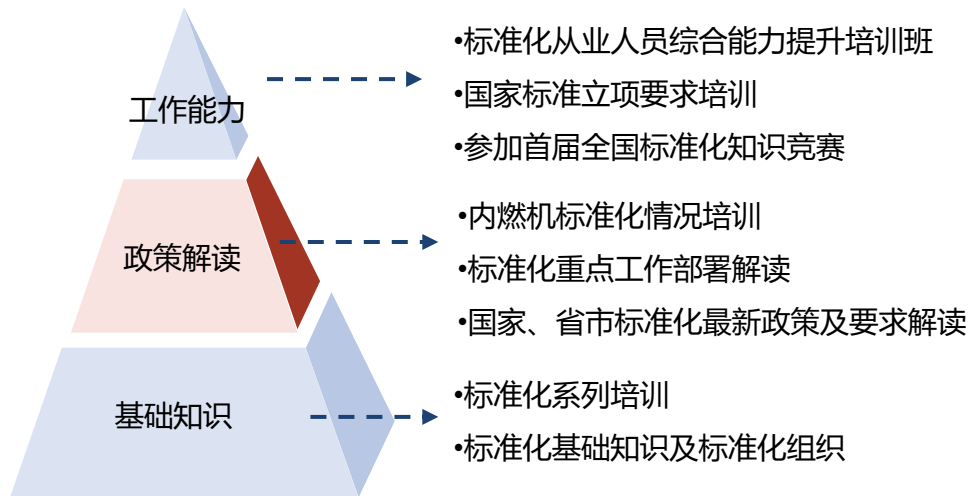 工作能力
•标准化从业人员综合能力提升培训班
•国家标准立项要求培训
•参加首届全国标准化知识竞赛
政策解读
•内燃机标准化情况培训
•标准化重点工作部署解读
•国家、省市标准化最新政策及要求解读
基础知识
•标准化系列培训
•标准化基础知识及标准化组织